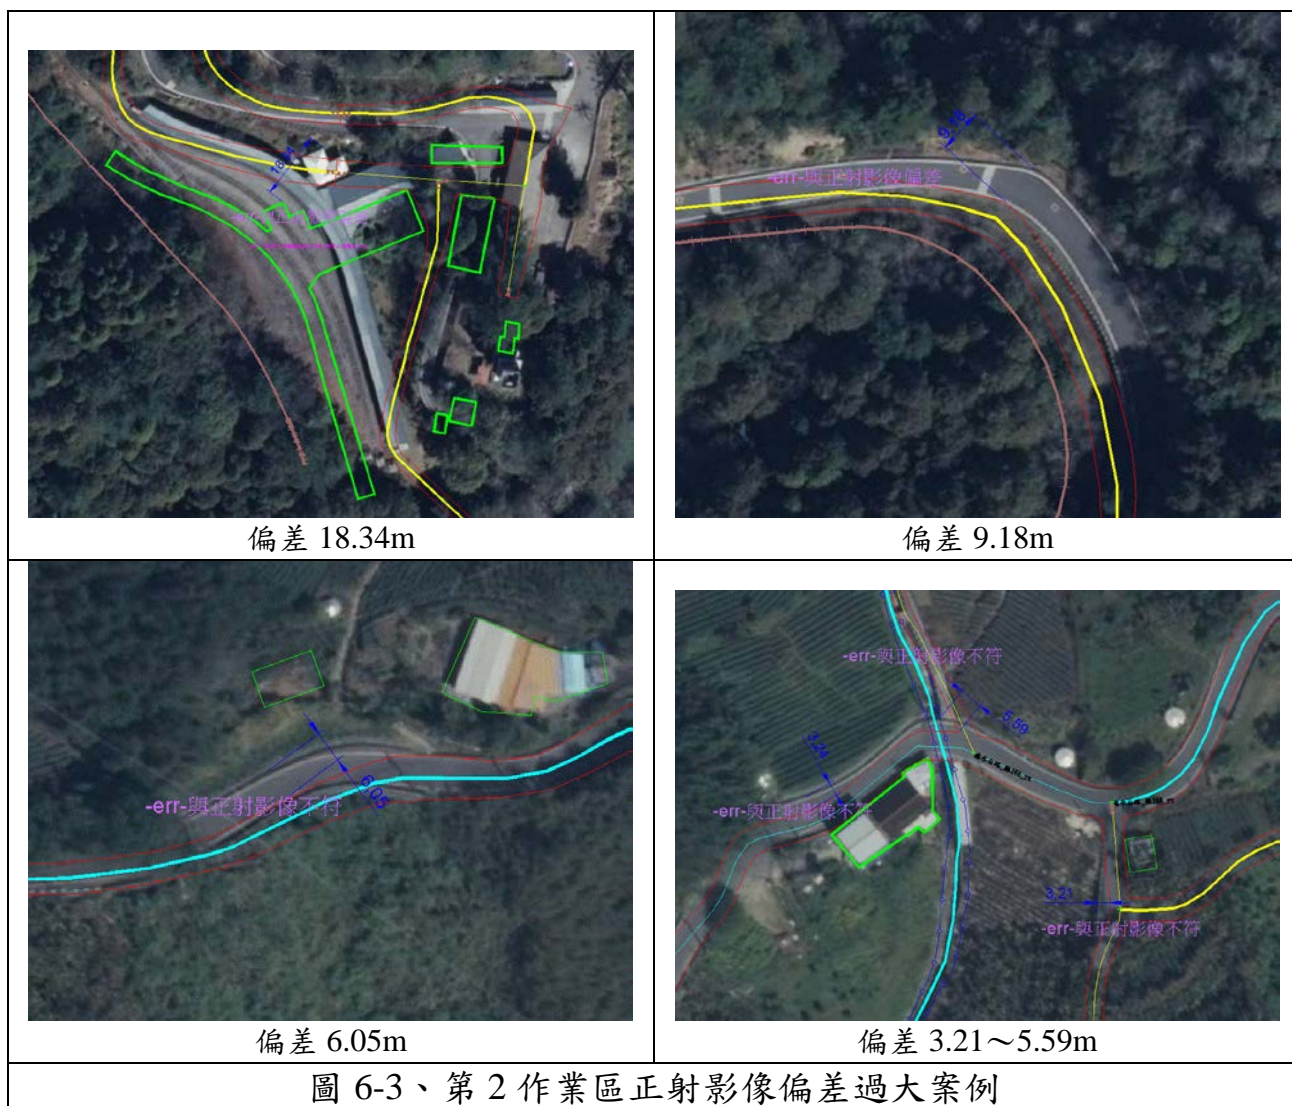 18.34
偏差 18.34m
9.18
-err-與正射影像偏差
偏差 9.18m
6.05
-err-與正射影像不符
偏差 6.05m
-err-與正射影像不符
5.59
3.24
-err-與正射影像不符
3.21
-err-與正射影像不符
偏差 3.21～5.59m
圖 6-3、第 2 作業區正射影像偏差過大案例